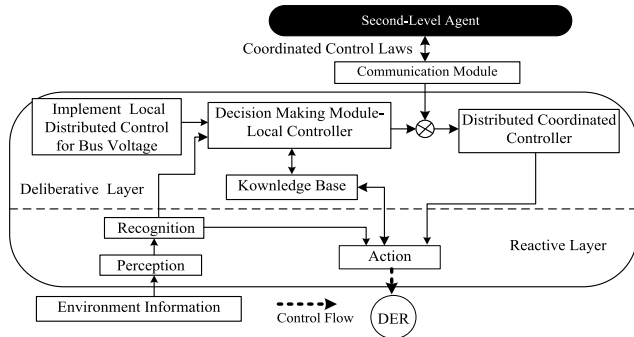 Second-Level Agent
Coordinated Control Laws
Communication Module
Implement Local
Distributed Control
for Bus Voltage
Decision Making Module-
Local Controller
Distributed Coordinated
Controller
Kownledge Base
Deliberative Layer
Recognition
Reactive Layer
Perception
Action
Environment Information
Control Flow
DER